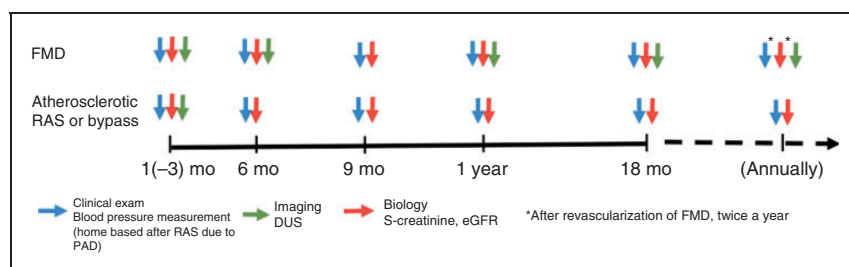 FMD
* *
Atherosclerotic
RAS or bypass
1(–3) mo 6 mo 9 mo 1 year 18 mo (Annually)
Clinical exam
Blood pressure measurement
(home based after RAS due to
PAD)
Imaging
DUS
Biology
S-creatinine, eGFR
*After revascularization of FMD, twice a year